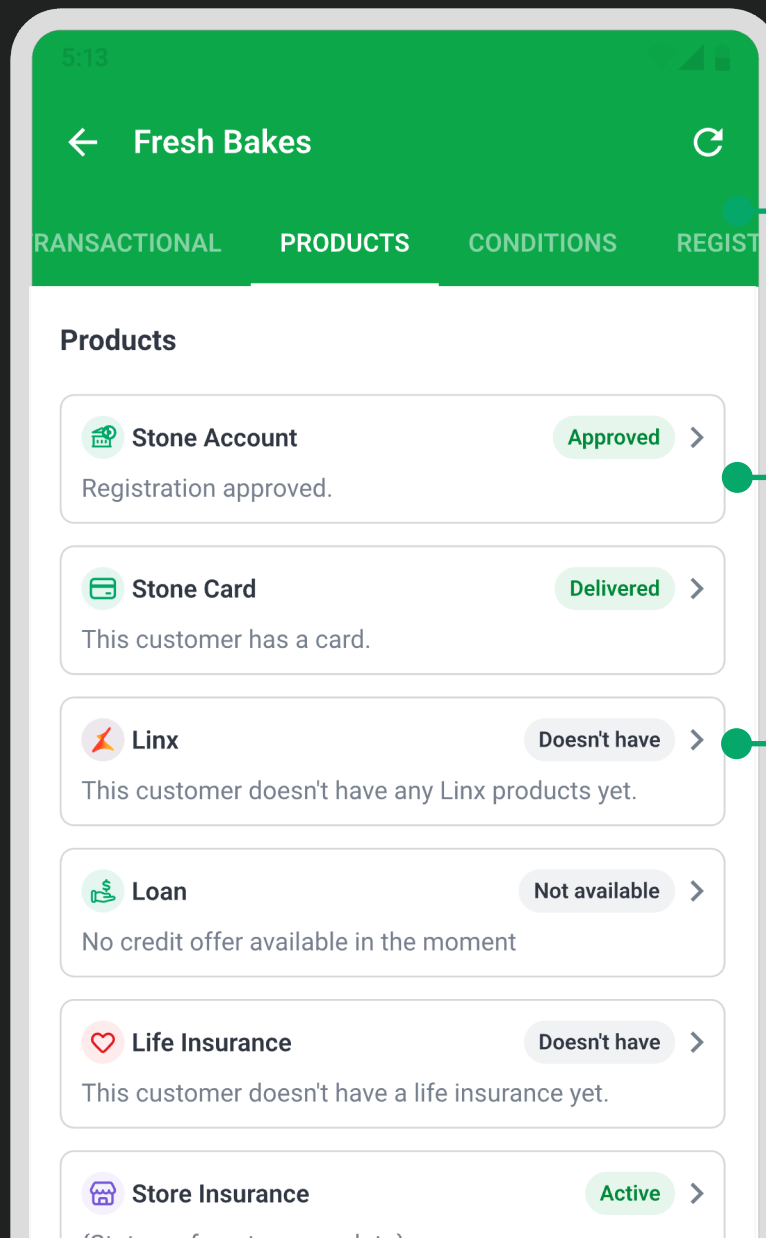 5:13
Fresh Bakes
RANSACTIONAL PRODUCTS CONDITIONS REGIST
Products
Stone Account Approved
Registration approved.
Stone Card Delivered
This customer has a card.
Linx Doesn't have
This customer doesn't have any Linx products yet.
Loan Not available
No credit offer available in the moment
Life Insurance Doesn't have
This customer doesn't have a life insurance yet.
Store Insurance Active